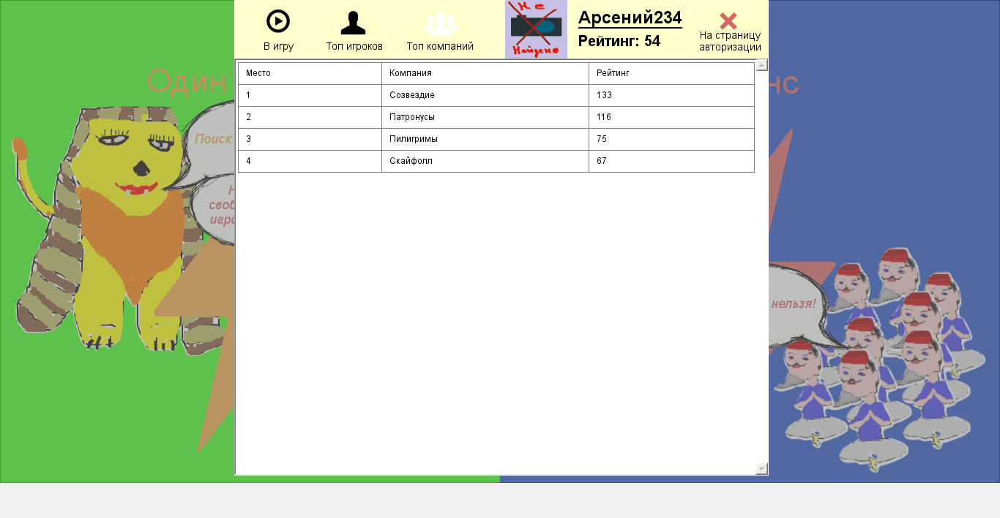 В игру
Топ игроков
Топ компаний
Не
Найдено
Арсений234
Рейтинг: 54
На страницу
авторизации
Один
нс
Место Компания Рейтинг
1 Созвездие 133
2 Патронусы 116
3 Пилигримы 75
4 Скайфолл 67
Поиск
Н
своб
игро
нельзя!